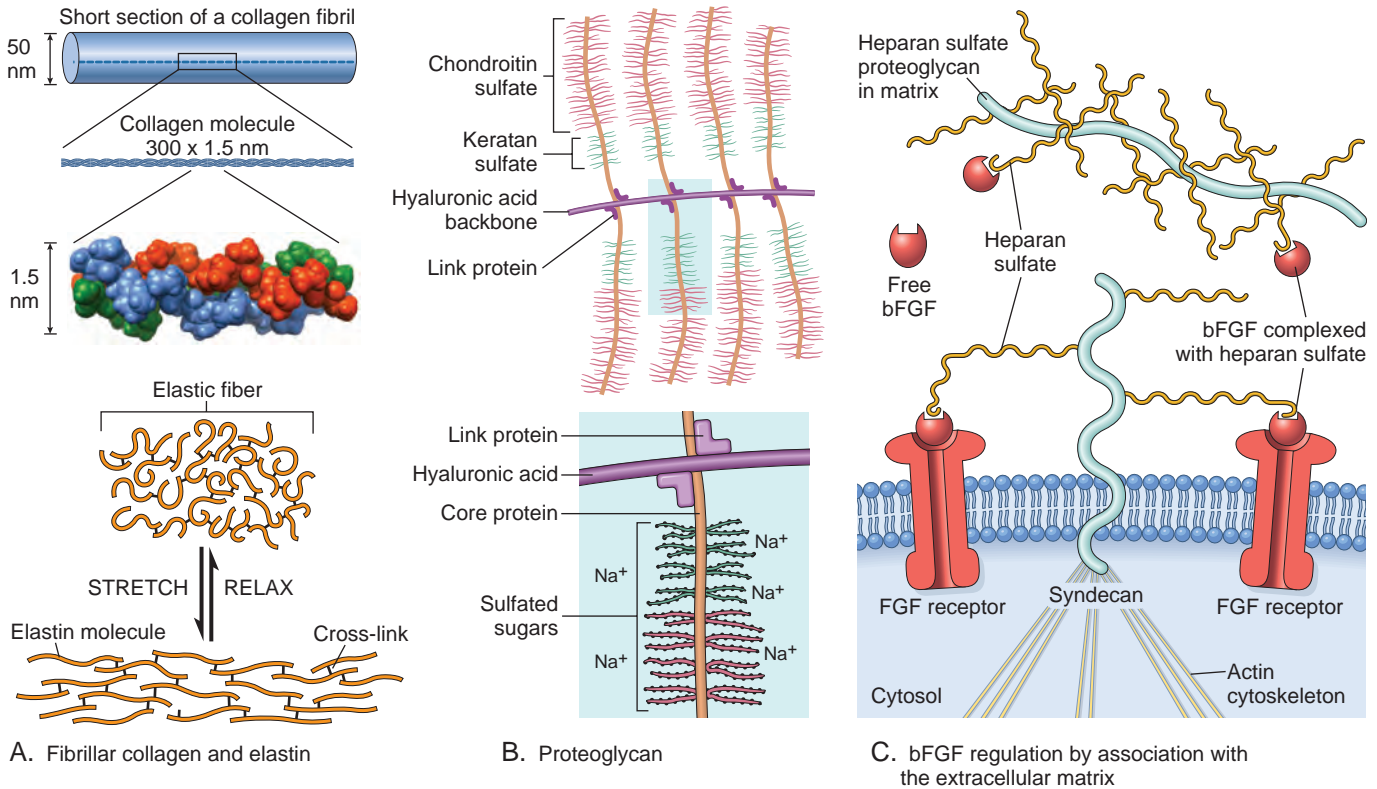 Short section of a collagen fibril
50
nm
Collagen molecule
300 x 1.5 nm
1.5
nm
Elastic fiber
STRETCH
RELAX
Elastin molecule
Cross-link
A. Fibrillar collagen and elastin
Chondroitin
sulfate
Keratan
sulfate
Hyaluronic acid
backbone
Link protein
Link protein
Hyaluronic acid
Core protein
Na+
Na+
Na+
Sulfated
sugars
Na+
Na+
B. Proteoglycan
Heparan sulfate
proteoglycan
in matrix
Heparan
sulfate
Free
bFGF
bFGF complexed
with heparan sulfate
FGF receptor
Syndecan
FGF receptor
Cytosol
Actin
cytoskeleton
C. bFGF regulation by association with
the extracellular matrix